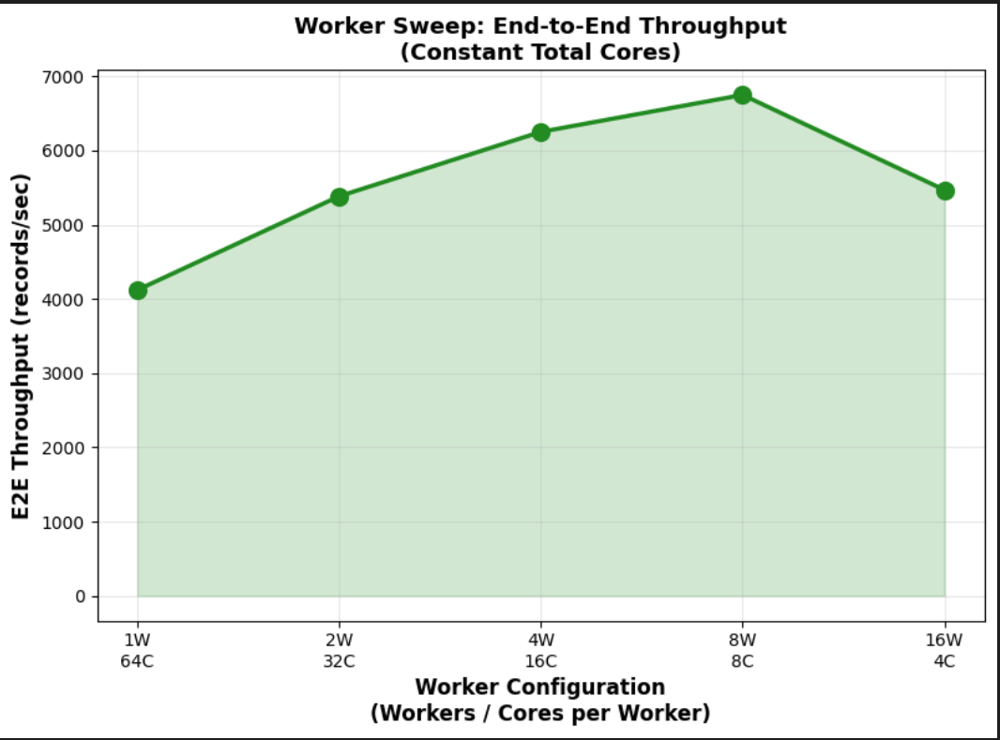 Worker Sweep: End-to-End Throughput
(Constant Total Cores)
E2E Throughput (records/sec)
7000
6000
5000
4000
3000
2000
1000
0
1W 2W 4W 8W 16W
64C 32C 16C 8C 4C
Worker Configuration
(Workers / Cores per Worker)